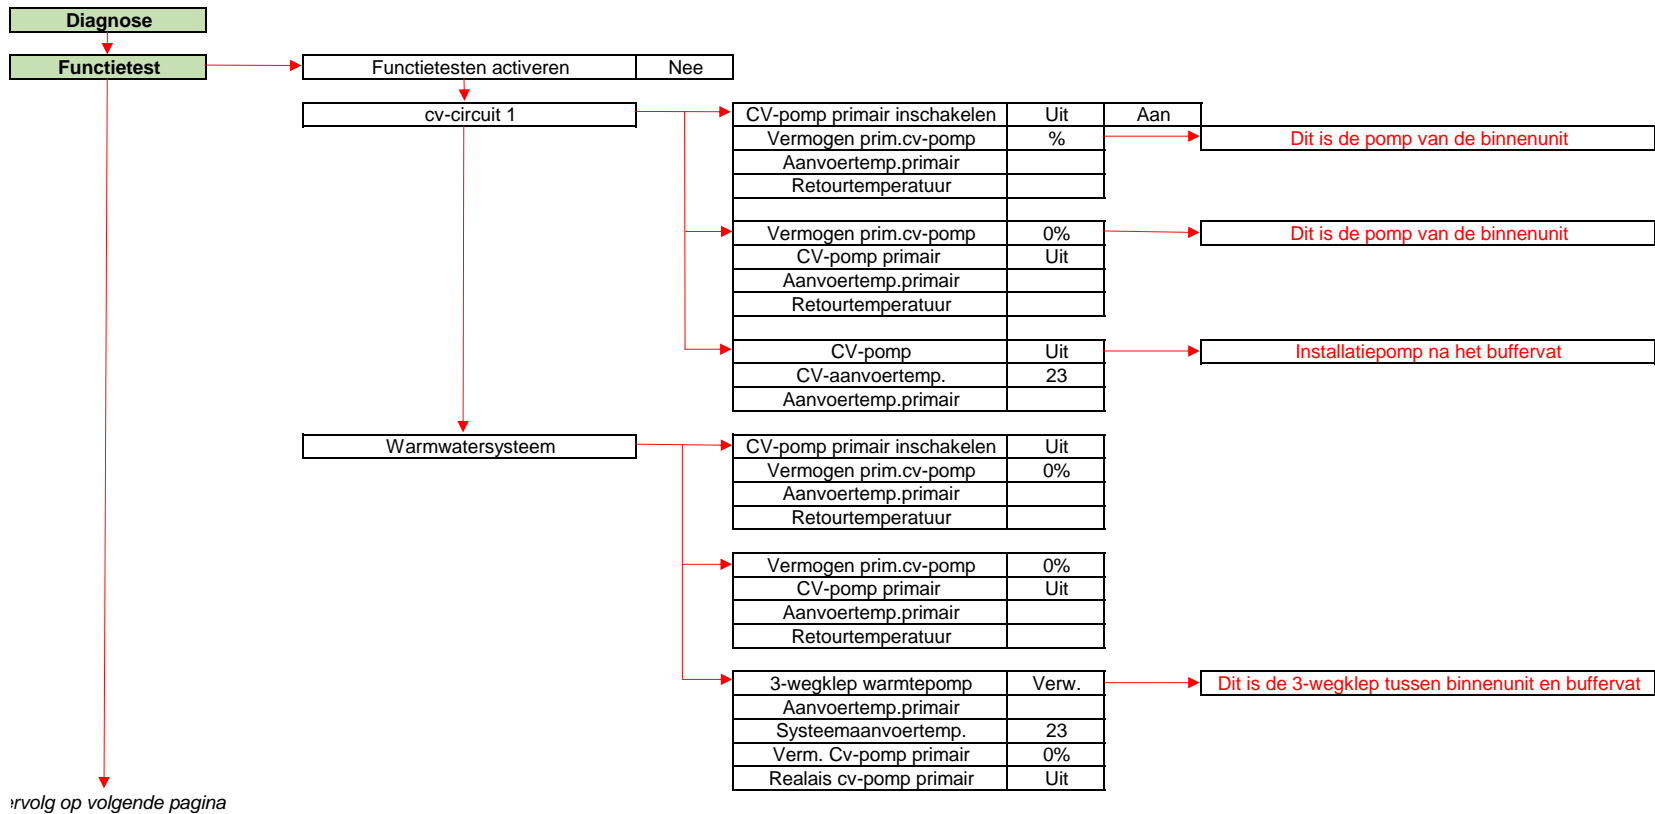 Diagnose
Functietest
Functietesten activeren Nee
cv-circuit 1
CV-pomp primair inschakelen Uit Aan
Vermogen prim.cv-pomp % Dit is de pomp van de binnenunit
Aanvoertemp.primair
Retourtemperatuur
Vermogen prim.cv-pomp 0% Dit is de pomp van de binnenunit
CV-pomp primair Uit
Aanvoertemp.primair
Retourtemperatuur
CV-pomp Uit Installatiepomp na het buffervat
CV-aanvoertemp. 23
Aanvoertemp.primair
Warmwatersysteem
CV-pomp primair inschakelen Uit
Vermogen prim.cv-pomp 0%
Aanvoertemp.primair
Retourtemperatuur
Vermogen prim.cv-pomp 0%
CV-pomp primair Uit
Aanvoertemp.primair
Retourtemperatuur
3-wegklep warmtepomp Verw. Dit is de 3-wegklep tussen binnenunit en buffervat
Aanvoertemp.primair
Systeemaanvoertemp. 23
Verm. Cv-pomp primair 0%
Realais cv-pomp primair Uit
ervolg op volgende pagina